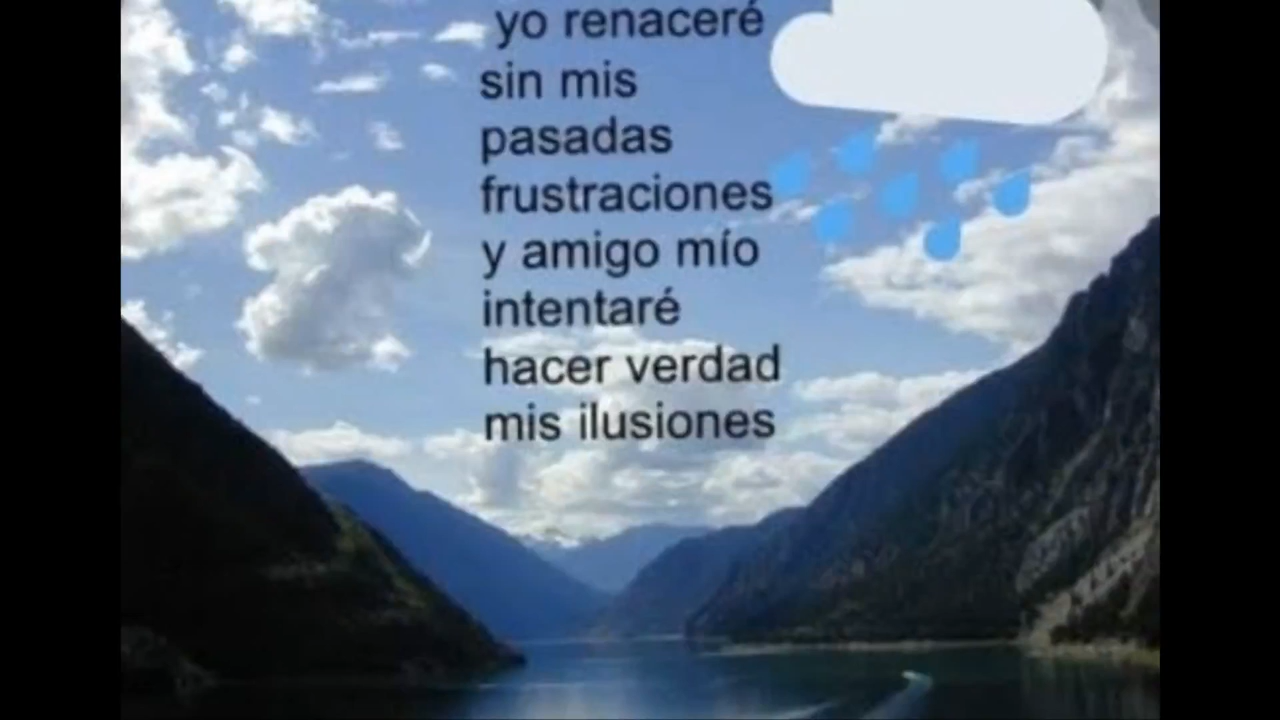 yo renaceré
sin mis
pasadas
frustraciones
y amigo mío
intentaré
hacer verdad
mis ilusiones